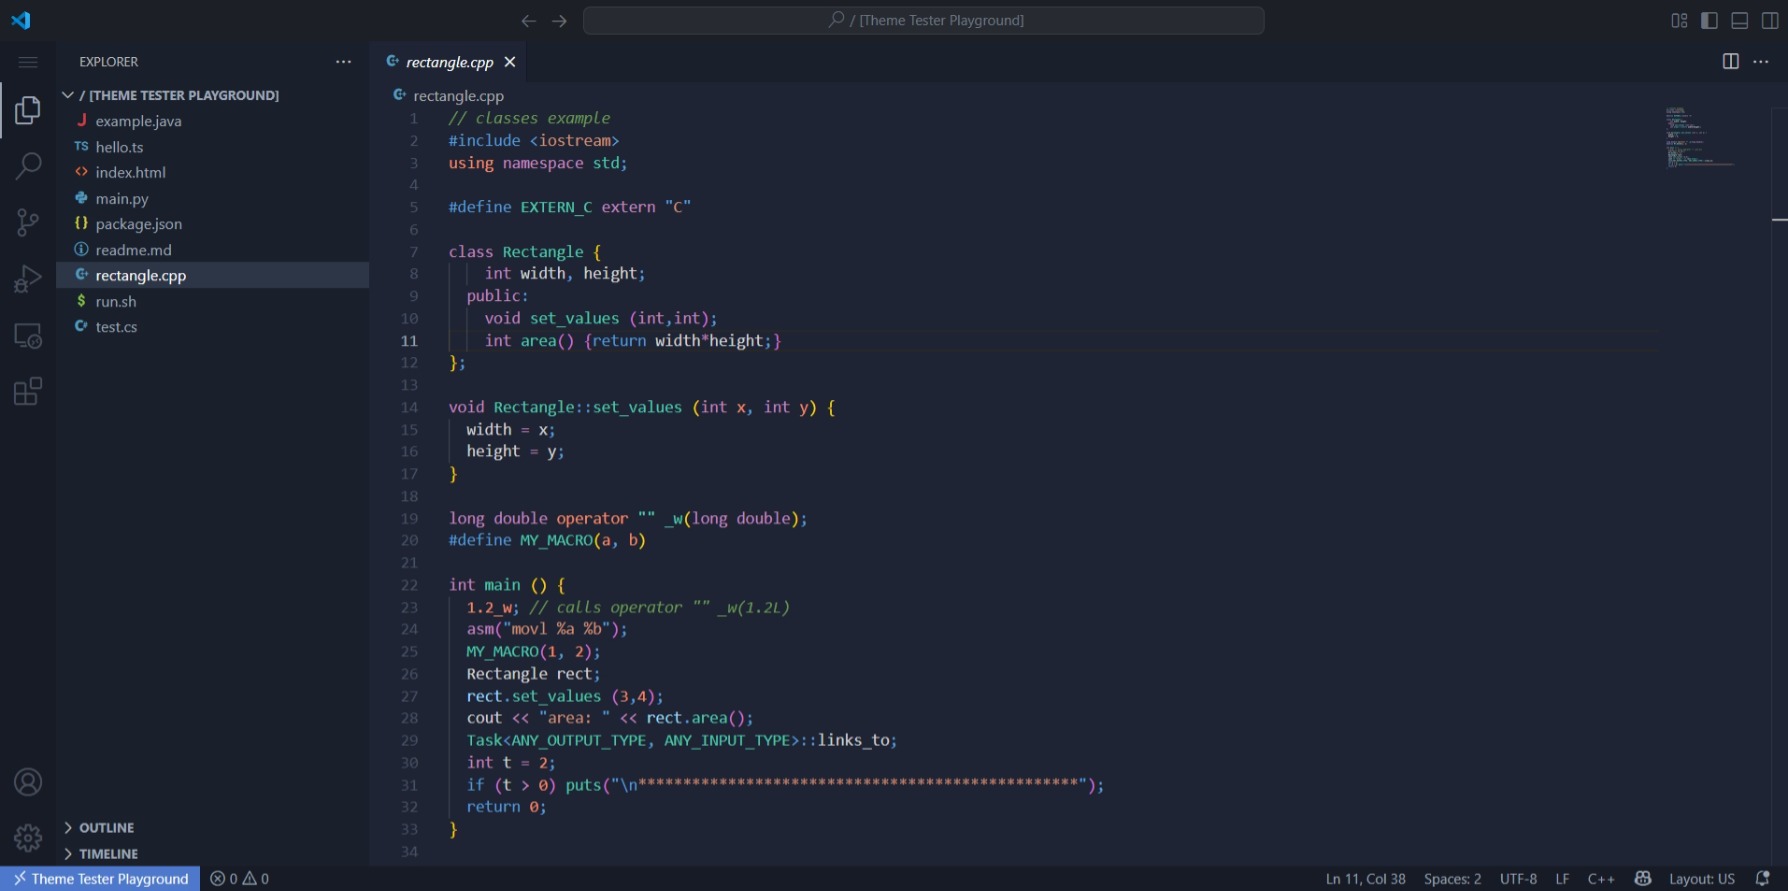 / [Theme Tester Playground]
EXPLORER
/ [THEME TESTER PLAYGROUND]
J example.java
TS hello.ts
<> index.html
main.py
{} package.json
readme.md
rectangle.cpp
$ run.sh
test.cs
OUTLINE
TIMELINE
rectangle.cpp
rectangle.cpp
1 // classes example
2 #include <iostream>
3 using namespace std;
4
5 #define EXTERN_C extern "C"
6
7 class Rectangle {
8 int width, height;
9 public:
10 void set_values (int,int);
11 int area() {return width*height;}
12 };
13
14 void Rectangle::set_values (int x, int y) {
15 width = x;
16 height = y;
17 }
18
19 long double operator "" _w(long double);
20 #define MY_MACRO(a, b)
21
22 int main () {
23 1.2_w; // calls operator "" _w(1.2L)
24 asm("movl %a %b");
25 MY_MACRO(1, 2);
26 Rectangle rect;
27 rect.set_values (3,4);
28 cout << "area: " << rect.area();
29 Task<ANY_OUTPUT_TYPE, ANY_INPUT_TYPE>::links_to;
30 int t = 2;
31 if (t > 0) puts("\n*************************************************");
32 return 0;
33 }
34
Theme Tester Playground 0 0 Ln 11, Col 38 Spaces: 2 UTF-8 LF C++ Layout: US